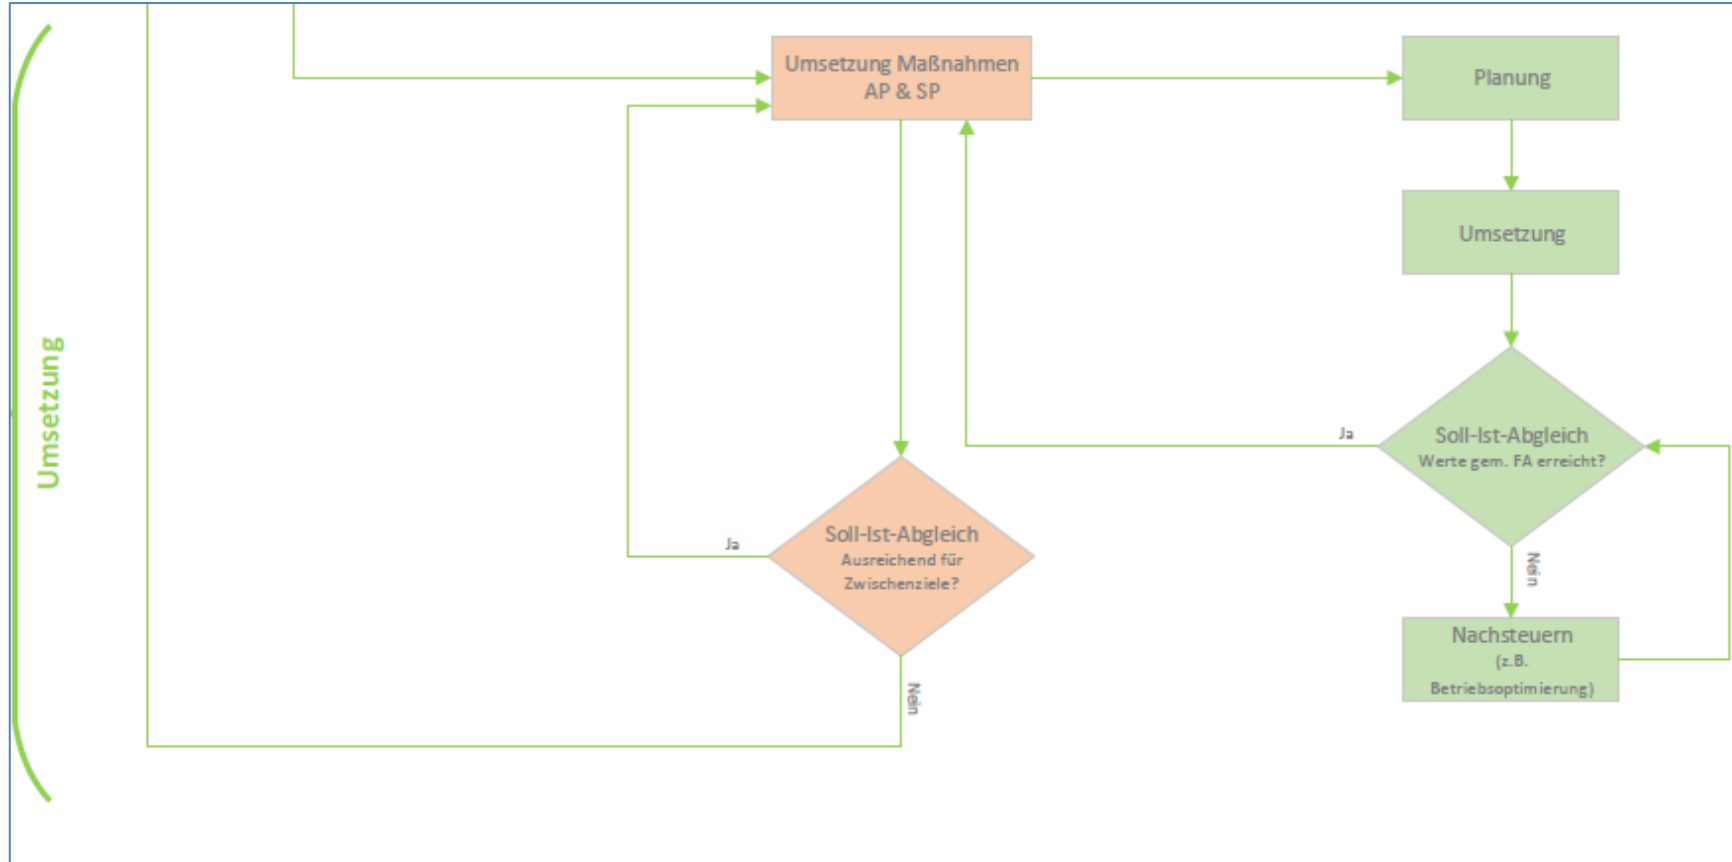 Umsetzung
Umsetzung Maßnahmen
AP & SP
Planung
Umsetzung
Soll-Ist-Abgleich
Werte gem. FA erreicht?
Ja
Nein
Nachsteuern
(z.B.
Betriebsoptimierung)
Soll-Ist-Abgleich
Ausreichend für
Zwischenziele?
Ja
Nein